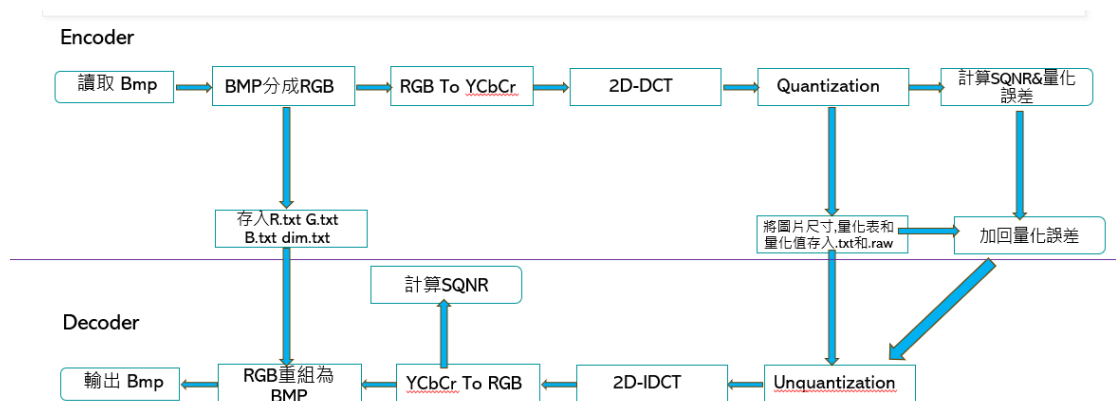 Encoder
讀取 Bmp
BMP分成RGB
RGB To YCbCr
2D-DCT
Quantization
計算SQNR&量化
誤差
存入R.txt G.txt
B.txt dim.txt
將圖片尺寸,量化表和
量化值存入.txt和.raw
加回量化誤差
計算SQNR
Decoder
輸出 Bmp
RGB重組為
BMP
YCbCr To RGB
2D-IDCT
Unquantization